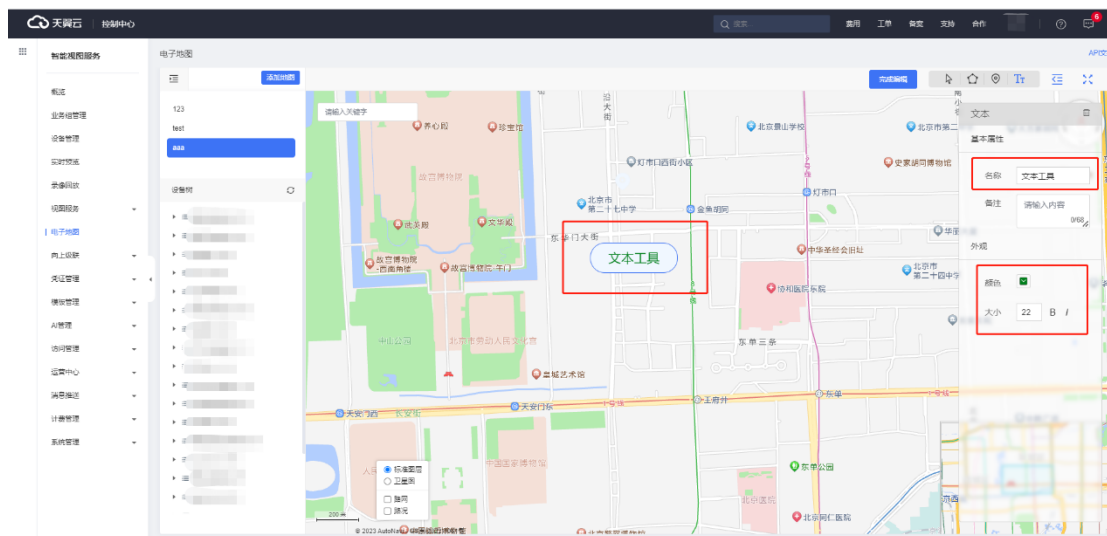 天翼云 控制中心
搜索
费用 工单 备案 支持 合作
6
智能视图服务
电子地图
概览
业务组管理
设备管理
实时预览
录像回放
视图服务
电子地图
向上级联
凭证管理
模板管理
AI管理
访问管理
运营中心
消息推送
计费管理
系统管理
添加地图
123
test
aaa
设备树
完成编辑
请输入关键字
养心殿
珍宝馆
北京景山学校
北京市第二
故宫博物院
灯市口西街小区
史家胡同博物馆
灯市口
北京市
第二十七中学
金鱼胡同
武英殿
文华殿
东华门大街
文本工具
中华圣经会旧址
故宫博物院
-西南角楼
故宫博物院-午门
北京市
第二十四中学
协和医院东院
中山公园
北京市劳动人民文化宫
东单三条
皇城艺术馆
天安门西
长安街
天安门东
1号线
王府井
东单
1号线
中国国家博物馆
东单公园
北京医院
北京同仁医院
标准图层
卫星图
路网
路况
200 米
© 2023 AutoNavi
文本
基本属性
名称 文本工具
备注 请输入内容
0/68
外观
颜色
大小 22 B I